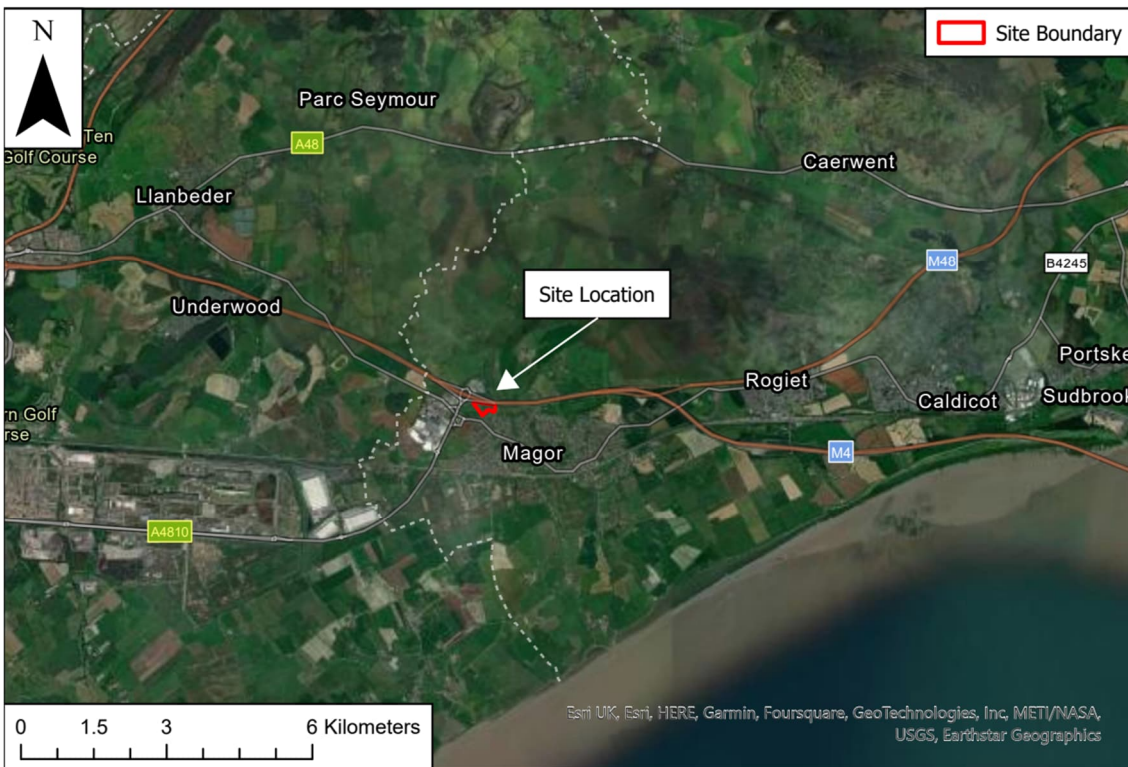 N
Site Boundary
Parc Seymour
Ten
Golf Course
A48
Caerwent
Llanbeder
M48
B4245
Site Location
Underwood
Portske
Rogiet
Caldicot
Sudbrook
rn Golf
rse
Magor
M4
A4810
0 1.5 3 6 Kilometers
Esri UK, Esri, HERE, Garmin, Foursquare, GeoTechnologies, Inc, METI/NASA,
USGS, Earthstar Geographics